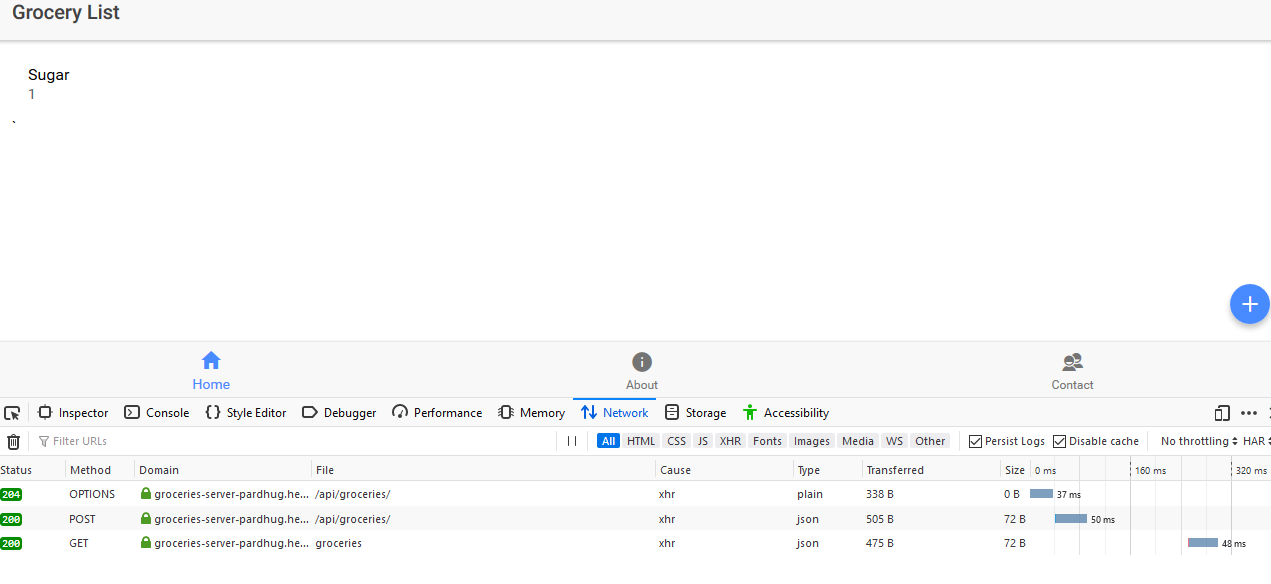 Grocery List
Sugar
1
`
Home About Contact
Inspector Console Style Editor Debugger Performance Memory Network Storage Accessibility
Filter URLs All HTML CSS JS XHR Fonts Images Media WS Other Persist Logs Disable cache No throttling HAR
Status Method Domain File Cause Type Transferred Size 0 ms 160 ms 320 ms
204 OPTIONS groceries-server-pardhug.he... /api/groceries/ xhr plain 338 B 0 B 37 ms
200 POST groceries-server-pardhug.he... /api/groceries/ xhr json 505 B 72 B 50 ms
200 GET groceries-server-pardhug.he... groceries xhr json 475 B 72 B 48 ms